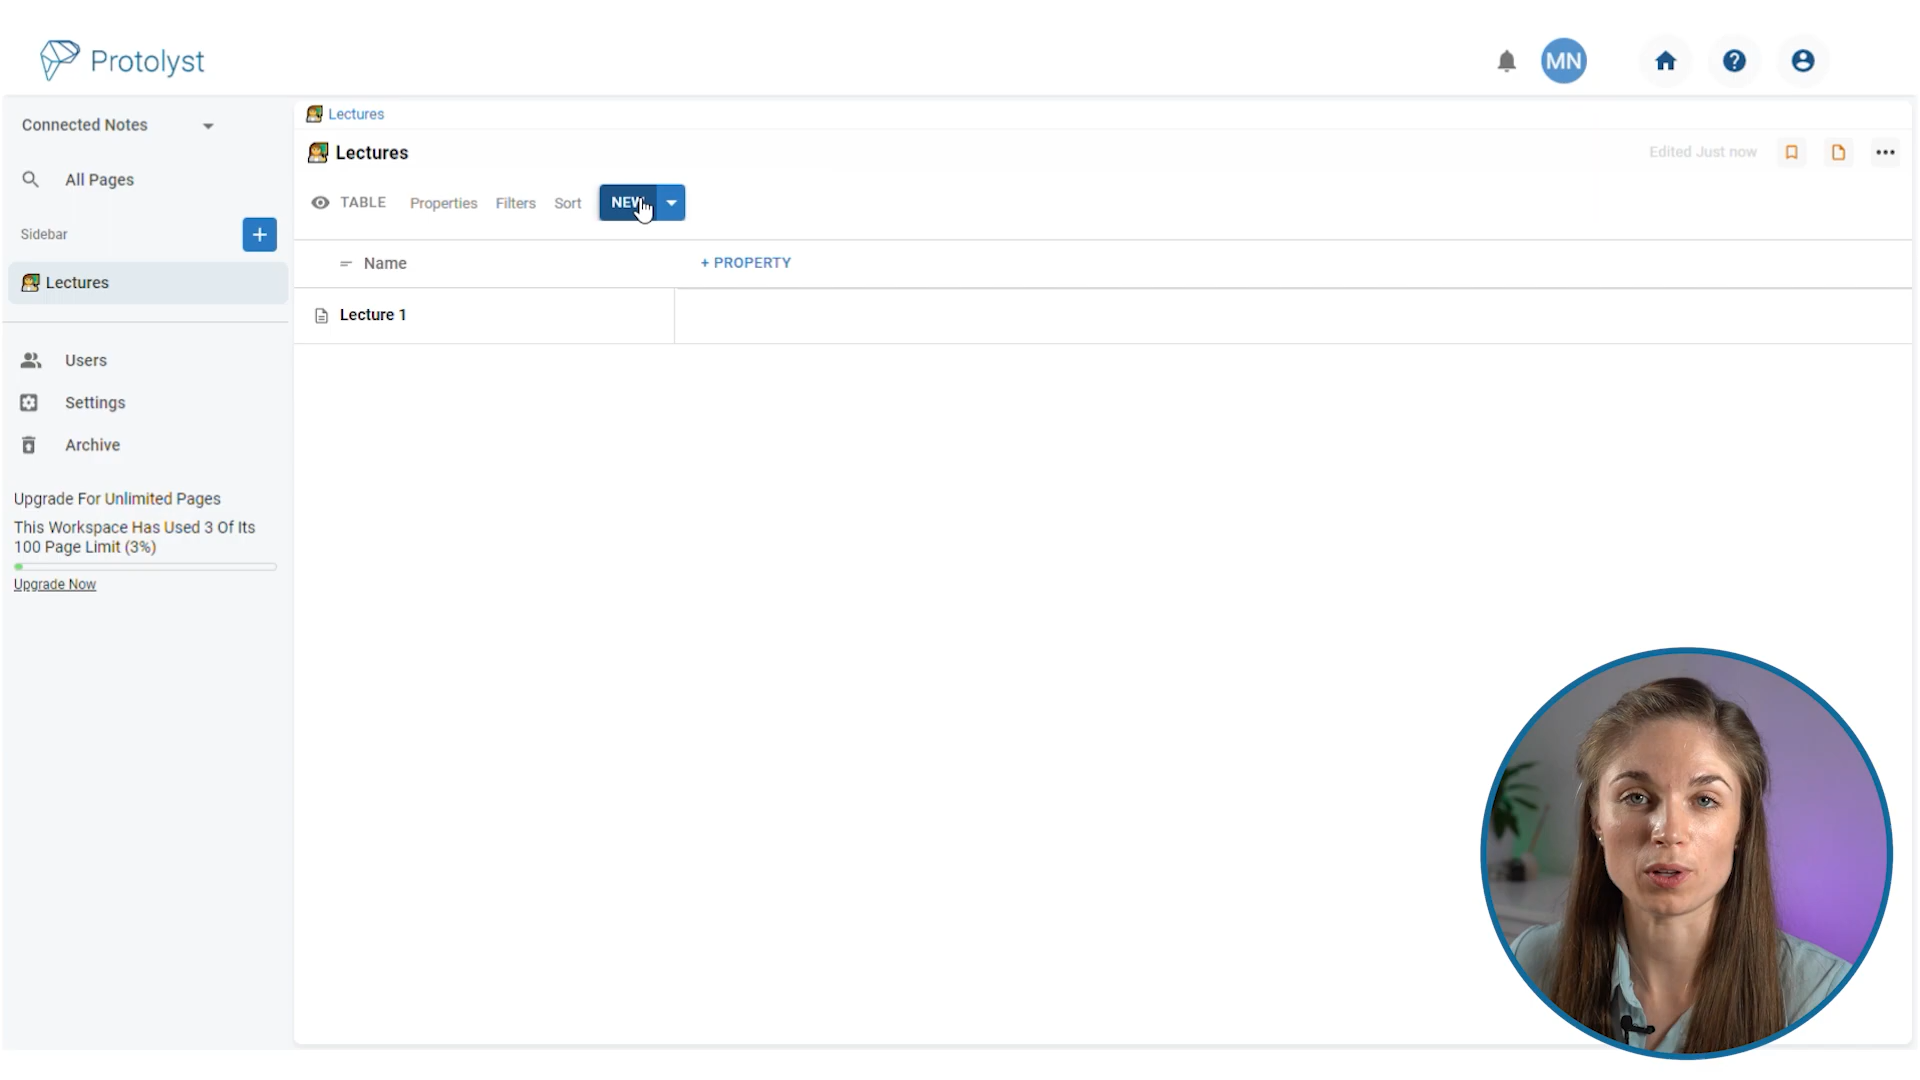 Protolyst
MN
Connected Notes
All Pages
Sidebar
+
Lectures
Users
Settings
Archive
Upgrade For Unlimited Pages
This Workspace Has Used 3 Of Its
100 Page Limit (3%)
Upgrade Now
Lectures
Lectures
Edited Just now
TABLE Properties Filters Sort NEW
Name + PROPERTY
Lecture 1